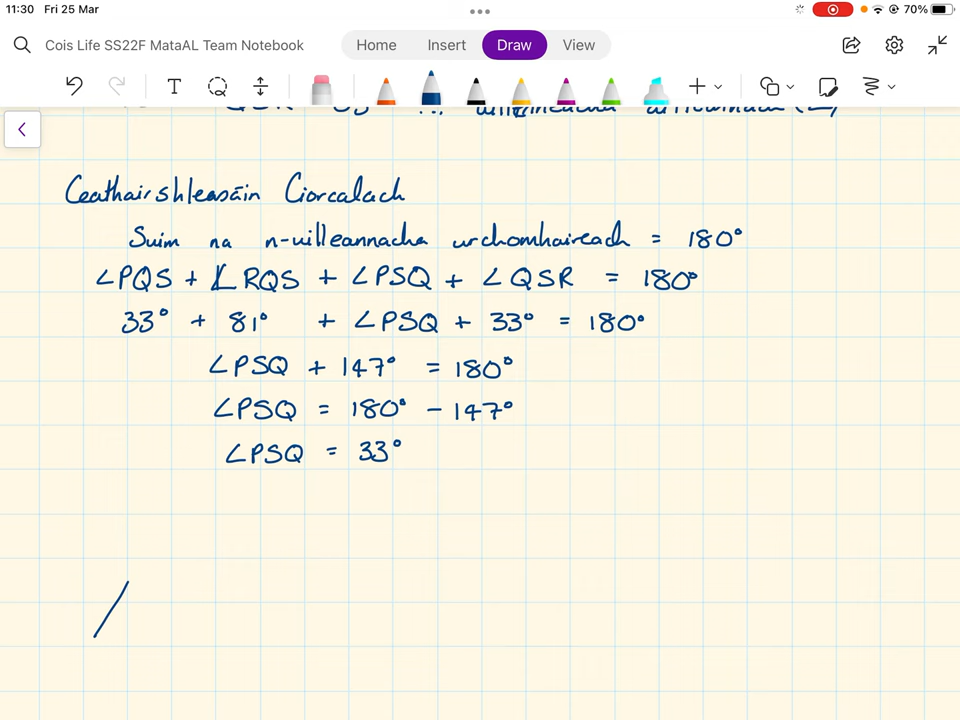 11:30 Fri 25 Mar 70%
Cois Life SS22F MataAL Team Notebook Home Insert Draw View
Ceathairshleasáin Ciorcalach
Suim na n-uilleannacha urchomhaireach = 180°
∠PQS + ∠RQS + ∠PSQ + ∠QSR = 180°
33° + 81° + ∠PSQ + 33° = 180°
∠PSQ + 147° = 180°
∠PSQ = 180° - 147°
∠PSQ = 33°